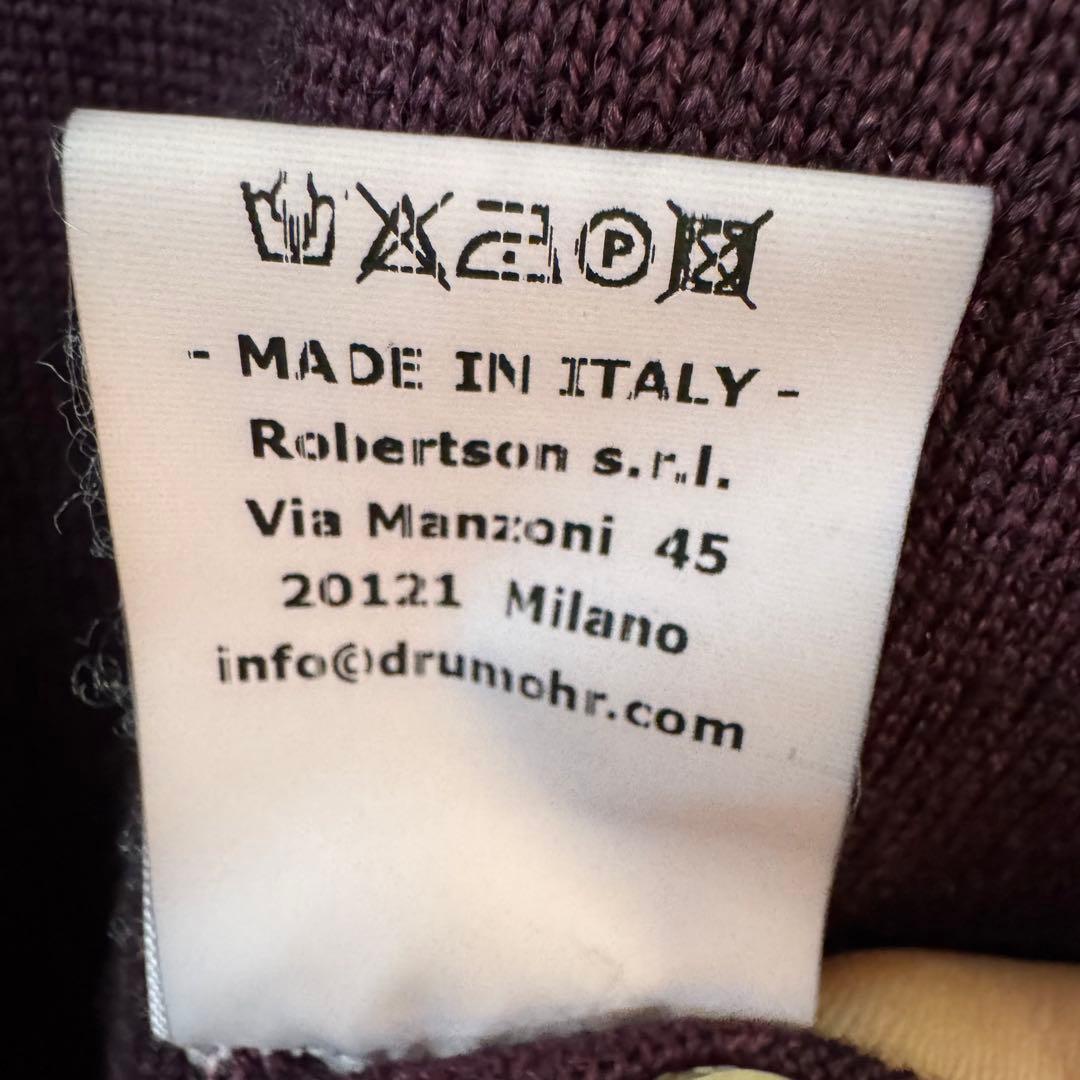 P
- MADE IN ITALY -
Robertson s.r.l.
Via Manzoni 45
20121 Milano
info@drumohr.com